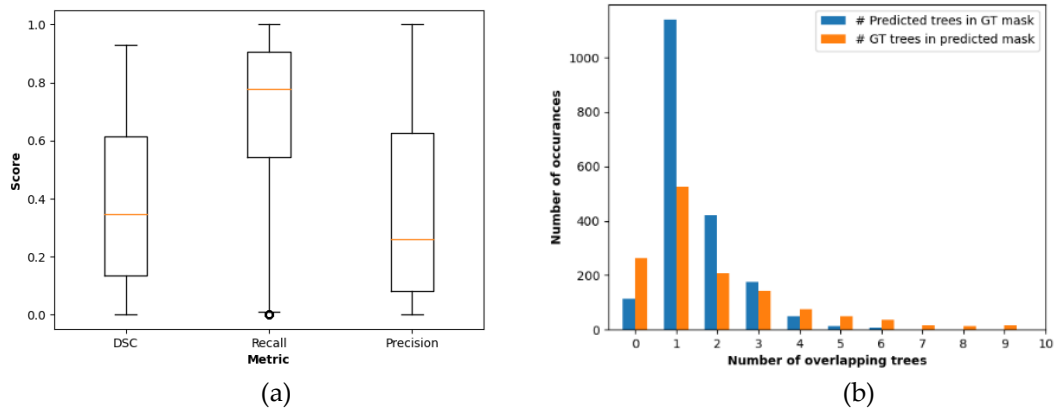 1.0
0.8
0.6
0.4
0.2
0.0
Score
DSC
Recall
Precision
Metric
(a)
# Predicted trees in GT mask
# GT trees in predicted mask
1000
800
600
400
200
0
Number of occurances
0 1 2 3 4 5 6 7 8 9 10
Number of overlapping trees
(b)